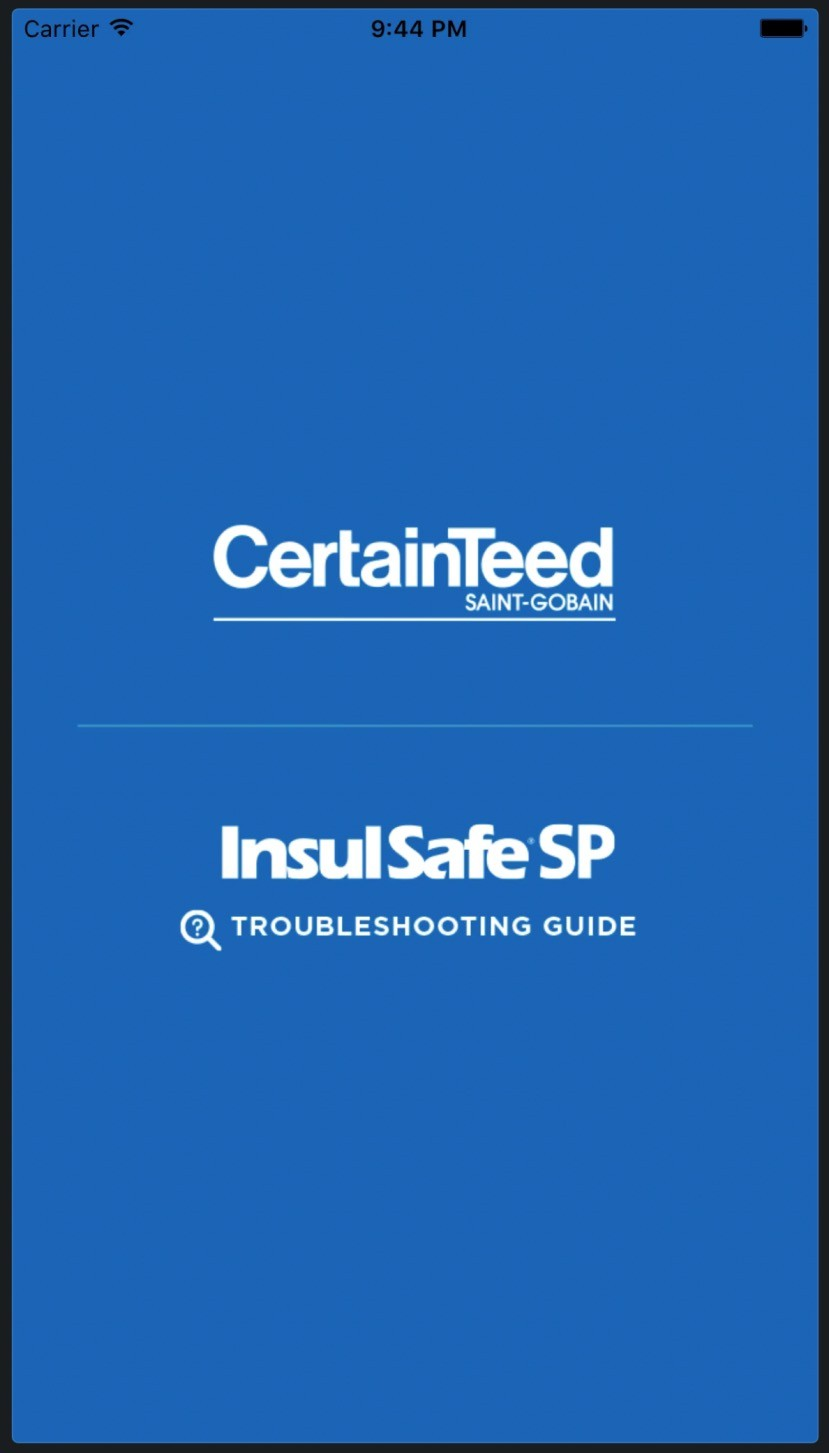 Carrier 9:44 PM
CertainTeed
SAINT-GOBAIN
InsulSafe® SP
TROUBLESHOOTING GUIDE